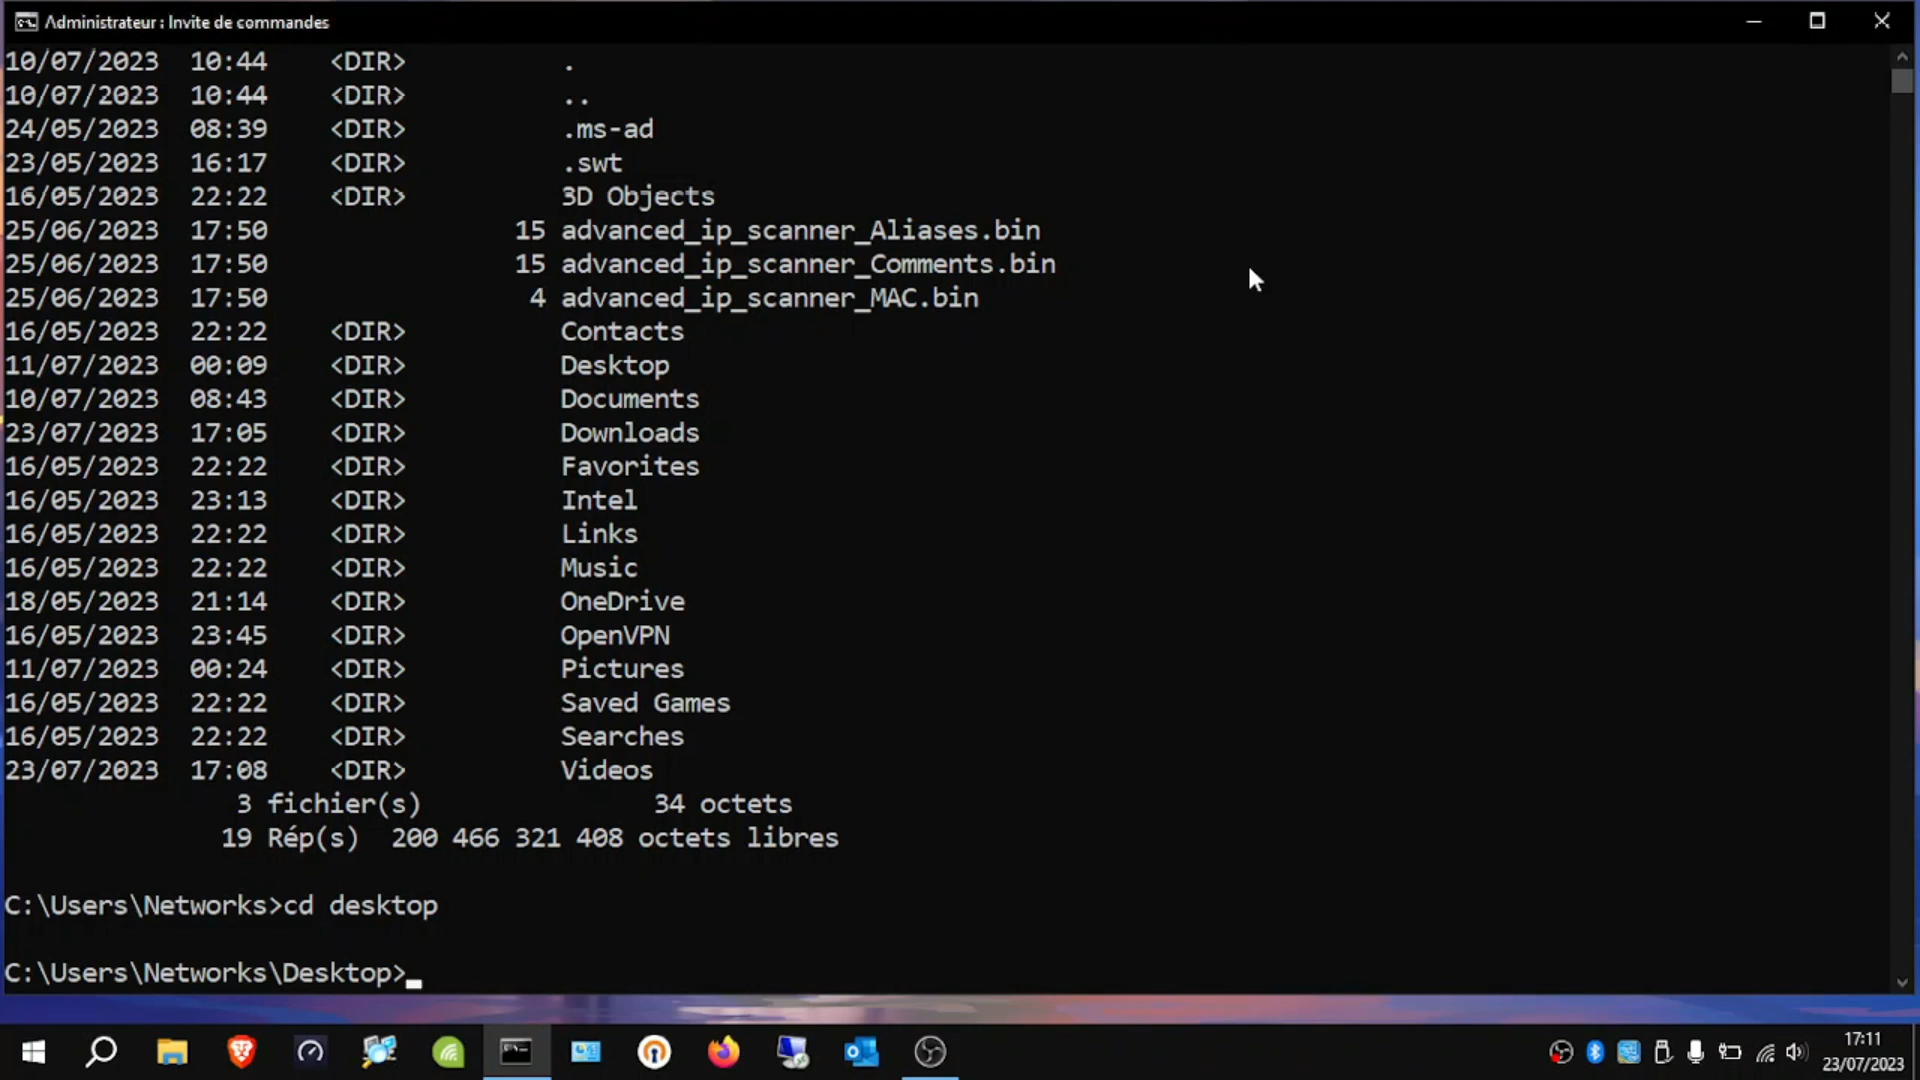 Administrateur : Invite de commandes
10/07/2023  10:44    <DIR>          .
10/07/2023  10:44    <DIR>          ..
24/05/2023  08:39    <DIR>          .ms-ad
23/05/2023  16:17    <DIR>          .swt
16/05/2023  22:22    <DIR>          3D Objects
25/06/2023  17:50                15 advanced_ip_scanner_Aliases.bin
25/06/2023  17:50                15 advanced_ip_scanner_Comments.bin
25/06/2023  17:50                 4 advanced_ip_scanner_MAC.bin
16/05/2023  22:22    <DIR>          Contacts
11/07/2023  00:09    <DIR>          Desktop
10/07/2023  08:43    <DIR>          Documents
23/07/2023  17:05    <DIR>          Downloads
16/05/2023  22:22    <DIR>          Favorites
16/05/2023  23:13    <DIR>          Intel
16/05/2023  22:22    <DIR>          Links
16/05/2023  22:22    <DIR>          Music
18/05/2023  21:14    <DIR>          OneDrive
16/05/2023  23:45    <DIR>          OpenVPN
11/07/2023  00:24    <DIR>          Pictures
16/05/2023  22:22    <DIR>          Saved Games
16/05/2023  22:22    <DIR>          Searches
23/07/2023  17:08    <DIR>          Videos
3 fichier(s)               34 octets
19 Rép(s)  200 466 321 408 octets libres
C:\Users\Networks>cd desktop
C:\Users\Networks\Desktop>
17:11
23/07/2023